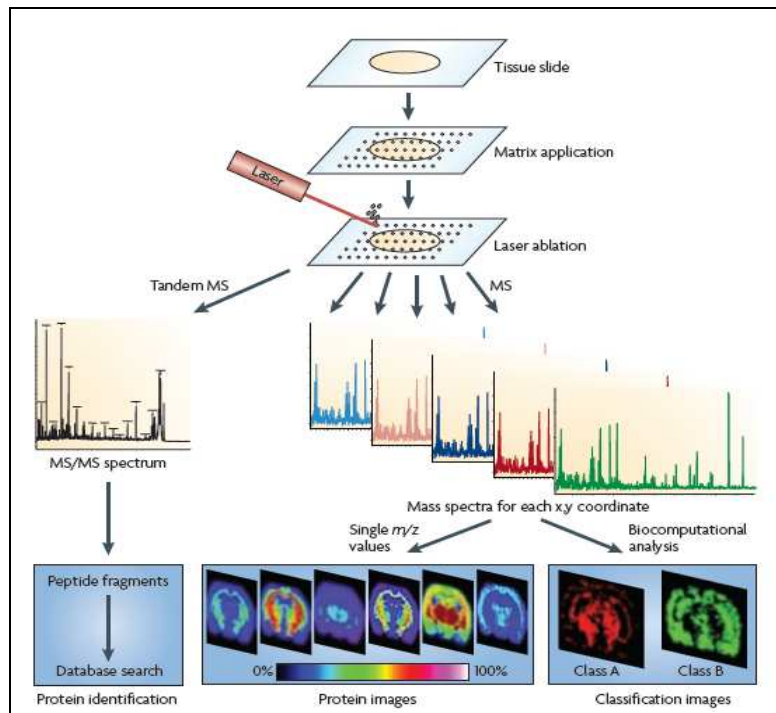 Tissue slide
Matrix application
Laser
Laser ablation
Tandem MS
MS
MS/MS spectrum
Mass spectra for each x,y coordinate
Single m/z
values
Biocomputational
analysis
Peptide fragments
Database search
Protein identification
0%
100%
Protein images
Class A
Class B
Classification images